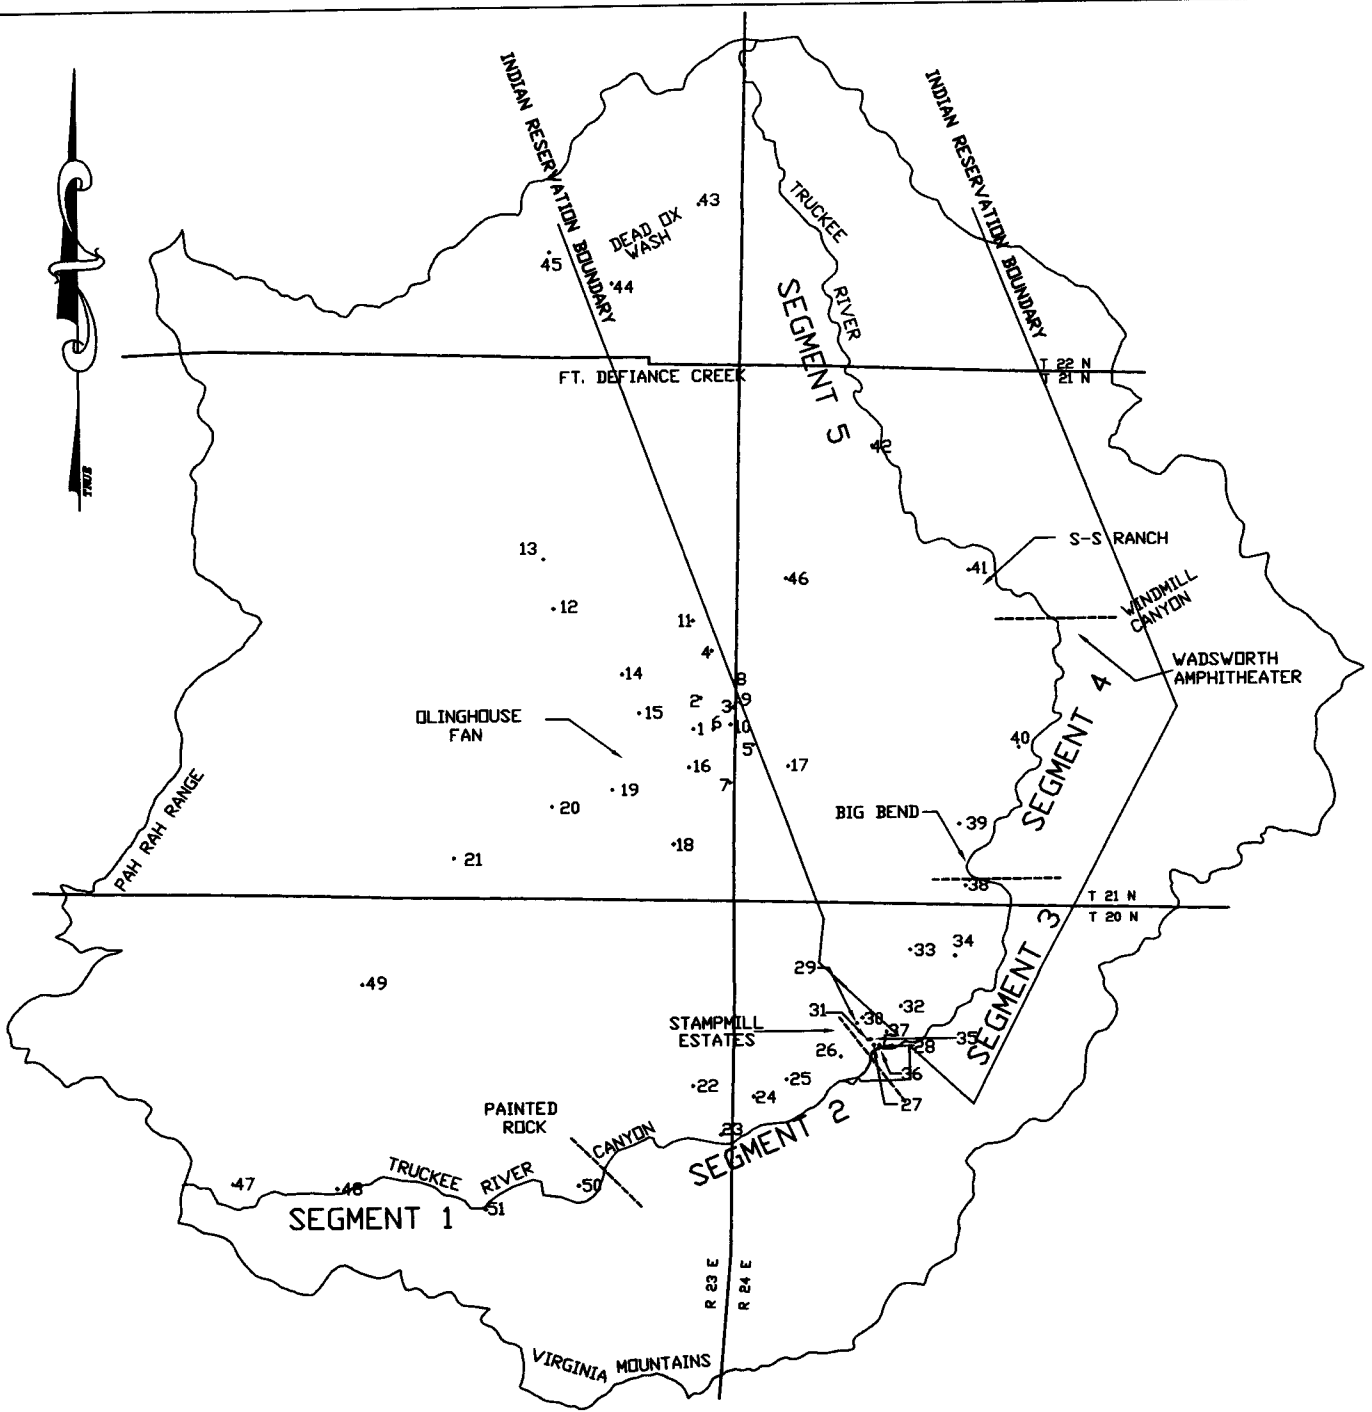 INDIAN RESERVATION BOUNDARY
INDIAN RESERVATION BOUNDARY
TRUE
43
DEAD OX
WASH
45
44
TRUCKEE
RIVER
SEGMENT 5
T 22 N
T 21 N
FT. DEFIANCE CREEK
42
S-S RANCH
13
46
41
12
WINDMILL
CANYON
11
4
WADSWORTH
AMPHITHEATER
14
8
2
9
3
15
OLINGHOUSE
FAN
1
6
10
5
40
SEGMENT 4
16
17
7
19
20
PAH RAH RANGE
BIG BEND
39
18
21
38
T 21 N
T 20 N
SEGMENT 3
33
34
29
49
31
30
32
STAMPMILL
ESTATES
37
35
28
26
36
22
25
24
27
PAINTED
ROCK
CANYON
23
SEGMENT 2
TRUCKEE
RIVER
47
48
50
51
SEGMENT 1
R 23 E
R 24 E
VIRGINIA MOUNTAINS